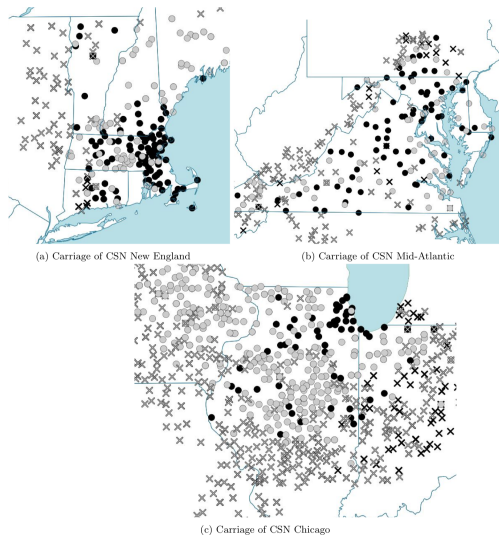 (a) Carriage of CSN New England
(b) Carriage of CSN Mid-Atlantic
(c) Carriage of CSN Chicago